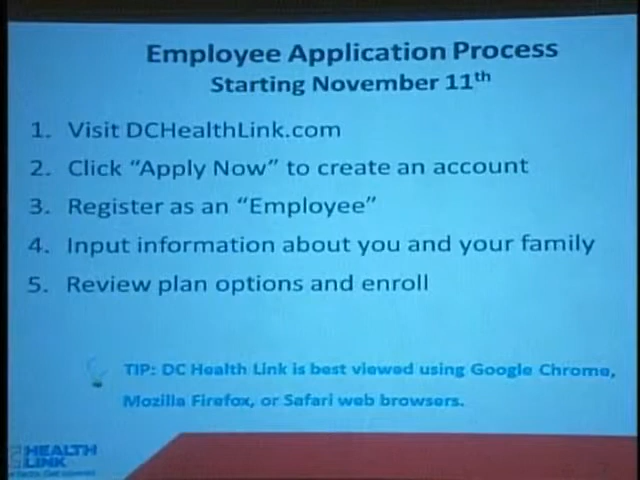 Employee Application Process
Starting November 11th
1. Visit DCHealthLink.com
2. Click “Apply Now” to create an account
3. Register as an “Employee”
4. Input information about you and your family
5. Review plan options and enroll
TIP: DC Health Link is best viewed using Google Chrome,
Mozilla Firefox, or Safari web browsers.
HEALTH
LINK